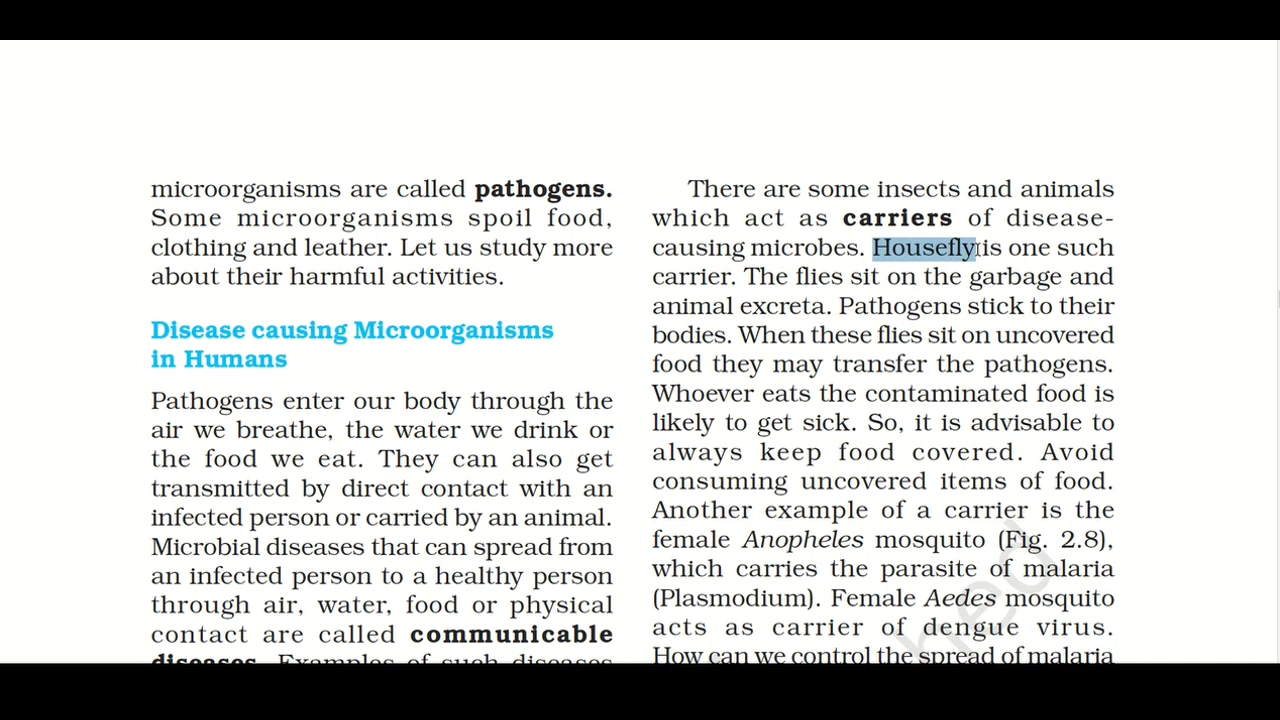 microorganisms are called pathogens.
Some microorganisms spoil food,
clothing and leather. Let us study more
about their harmful activities.
Disease causing Microorganisms
in Humans
Pathogens enter our body through the
air we breathe, the water we drink or
the food we eat. They can also get
transmitted by direct contact with an
infected person or carried by an animal.
Microbial diseases that can spread from
an infected person to a healthy person
through air, water, food or physical
contact are called communicable
diseases. Examples of such diseases
There are some insects and animals
which act as carriers of disease-
causing microbes. Housefly is one such
carrier. The flies sit on the garbage and
animal excreta. Pathogens stick to their
bodies. When these flies sit on uncovered
food they may transfer the pathogens.
Whoever eats the contaminated food is
likely to get sick. So, it is advisable to
always keep food covered. Avoid
consuming uncovered items of food.
Another example of a carrier is the
female Anopheles mosquito (Fig. 2.8),
which carries the parasite of malaria
(Plasmodium). Female Aedes mosquito
acts as carrier of dengue virus.
How can we control the spread of malaria